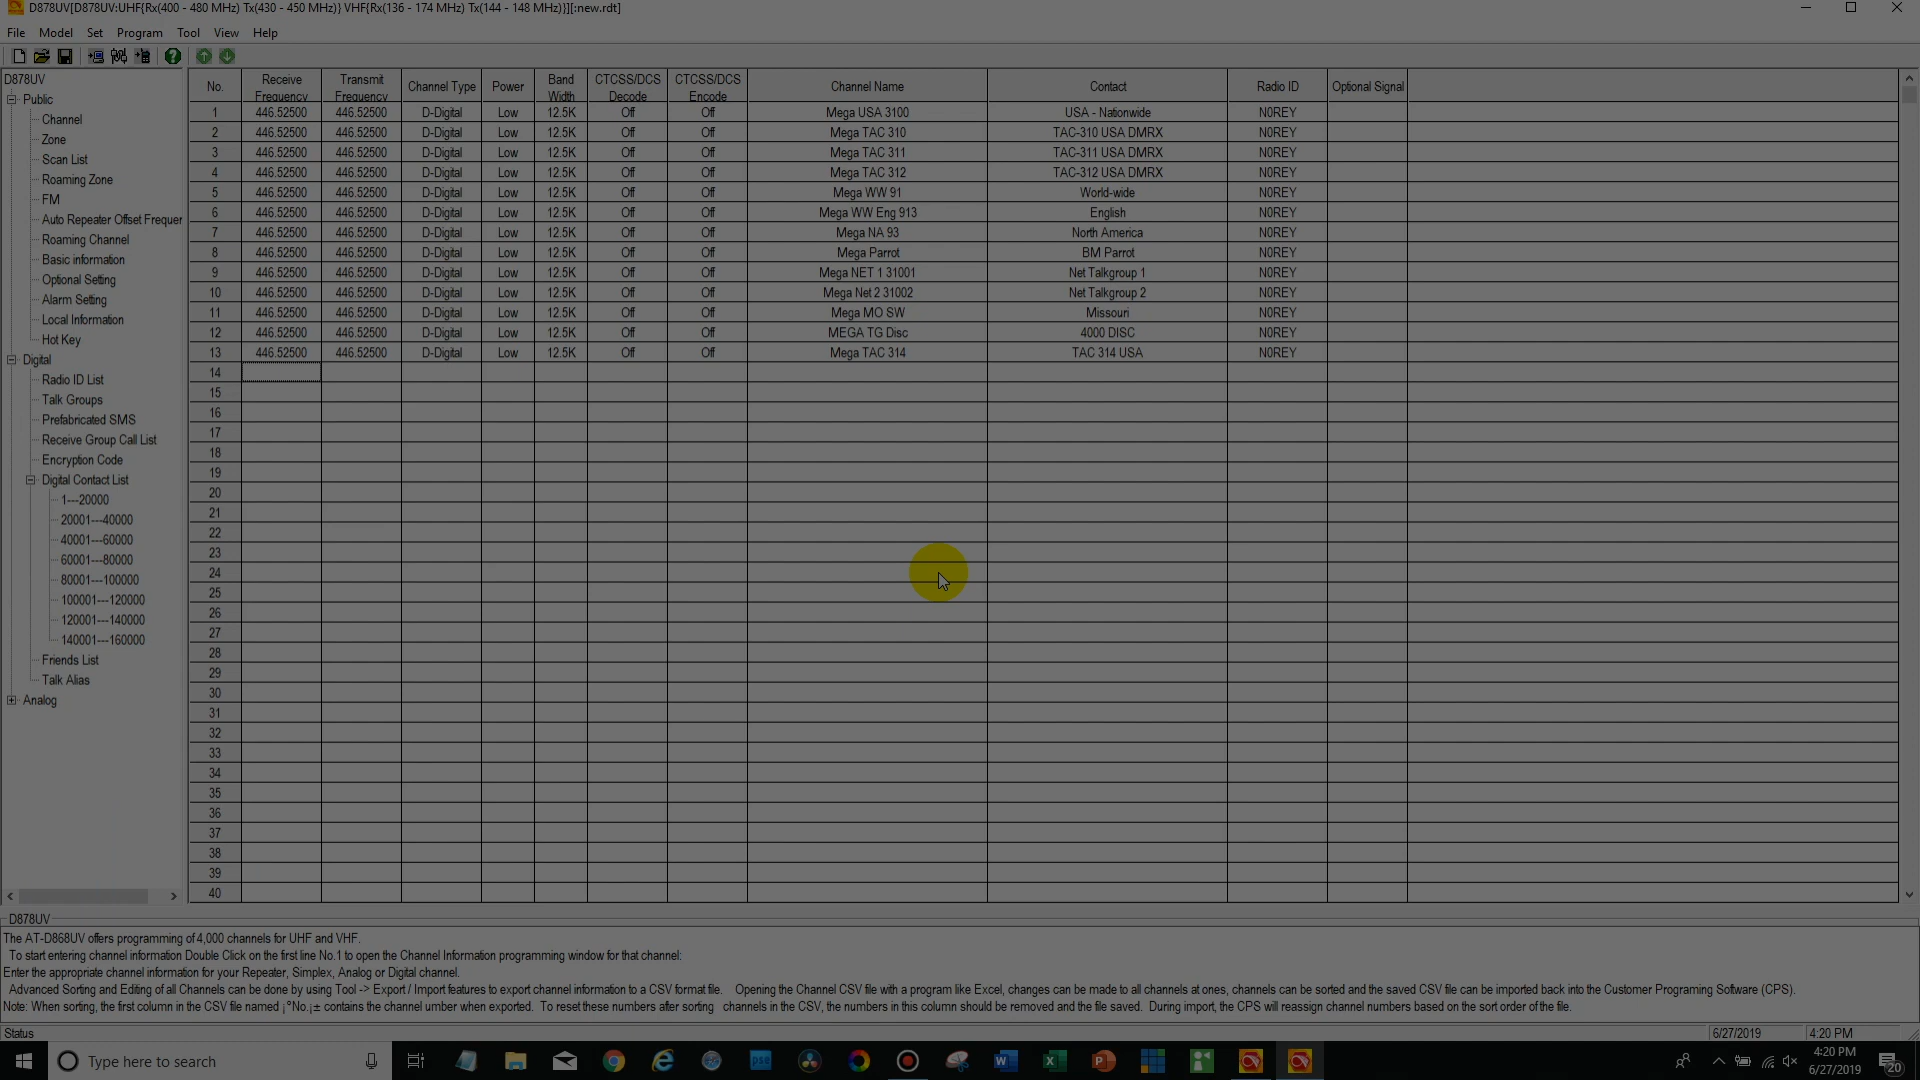 D878UV[D878UV:UHF{Rx(400 - 480 MHz) Tx(430 - 450 MHz)} VHF{Rx(136 - 174 MHz) Tx(144 - 148 MHz)}][:new.rdt]
File Model Set Program Tool View Help
D878UV
Public
Channel
Zone
Scan List
Roaming Zone
FM
Auto Repeater Offset Frequer
Roaming Channel
Basic information
Optional Setting
Alarm Setting
Local Information
Hot Key
Digital
Radio ID List
Talk Groups
Prefabricated SMS
Receive Group Call List
Encryption Code
Digital Contact List
1---20000
20001---40000
40001---60000
60001---80000
80001---100000
100001---120000
120001---140000
140001---160000
Friends List
Talk Alias
Analog
No. Receive Frequency Transmit Frequency Channel Type Power Band Width CTCSS/DCS Decode CTCSS/DCS Encode Channel Name Contact Radio ID Optional Signal
1 446.52500 446.52500 D-Digital Low 12.5K Off Off Mega USA 3100 USA - Nationwide N0REY
2 446.52500 446.52500 D-Digital Low 12.5K Off Off Mega TAC 310 TAC-310 USA DMRX N0REY
3 446.52500 446.52500 D-Digital Low 12.5K Off Off Mega TAC 311 TAC-311 USA DMRX N0REY
4 446.52500 446.52500 D-Digital Low 12.5K Off Off Mega TAC 312 TAC-312 USA DMRX N0REY
5 446.52500 446.52500 D-Digital Low 12.5K Off Off Mega WW 91 World-wide N0REY
6 446.52500 446.52500 D-Digital Low 12.5K Off Off Mega WW Eng 913 English N0REY
7 446.52500 446.52500 D-Digital Low 12.5K Off Off Mega NA 93 North America N0REY
8 446.52500 446.52500 D-Digital Low 12.5K Off Off Mega Parrot BM Parrot N0REY
9 446.52500 446.52500 D-Digital Low 12.5K Off Off Mega NET 1 31001 Net Talkgroup 1 N0REY
10 446.52500 446.52500 D-Digital Low 12.5K Off Off Mega Net 2 31002 Net Talkgroup 2 N0REY
11 446.52500 446.52500 D-Digital Low 12.5K Off Off Mega MO SW Missouri N0REY
12 446.52500 446.52500 D-Digital Low 12.5K Off Off MEGA TG Disc 4000 DISC N0REY
13 446.52500 446.52500 D-Digital Low 12.5K Off Off Mega TAC 314 TAC 314 USA N0REY
14
15
16
17
18
19
20
21
22
23
24
25
26
27
28
29
30
31
32
33
34
35
36
37
38
39
40
D878UV
The AT-D868UV offers programming of 4,000 channels for UHF and VHF.
To start entering channel information Double Click on the first line No.1 to open the Channel Information programming window for that channel:
Enter the appropriate channel information for your Repeater, Simplex, Analog or Digital channel.
Advanced Sorting and Editing of all Channels can be done by using Tool -> Export / Import features to export channel information to a CSV format file. Opening the Channel CSV file with a program like Excel, changes can be made to all channels at ones, channels can be sorted and the saved CSV file can be imported back into the Customer Programing Software (CPS).
Note: When sorting, the first column in the CSV file named ¡°No.¡± contains the channel umber when exported. To reset these numbers after sorting channels in the CSV, the numbers in this column should be removed and the file saved. During import, the CPS will reassign channel numbers based on the sort order of the file.
Status 6/27/2019 4:20 PM
Type here to search
4:20 PM
6/27/2019
20